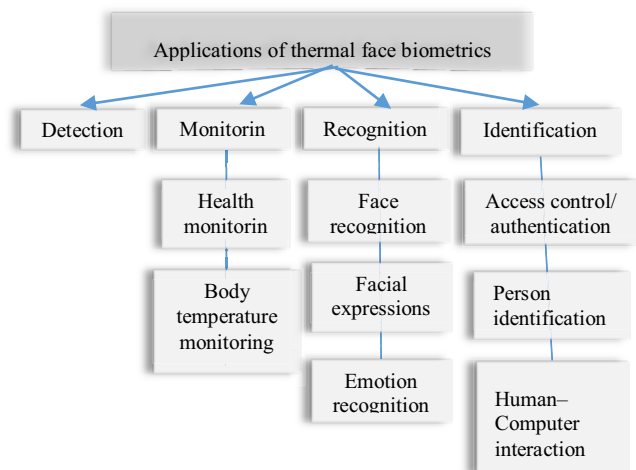 Applications of thermal face biometrics
Detection
Monitorin
Recognition
Identification
Health
monitorin
Face
recognition
Access control/
authentication
Body
temperature
monitoring
Facial
expressions
Person
identification
Emotion
recognition
Human–
Computer
interaction